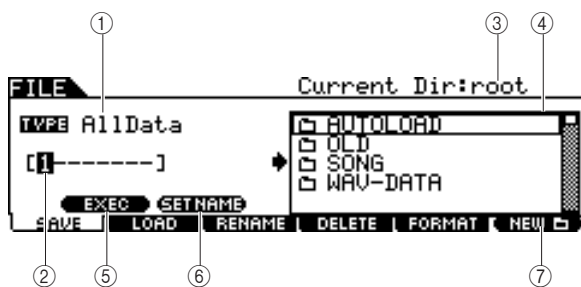 ① ③ ④
FILE Current Dir:root
TYPE AllData
[1--------]
AUTOLOAD
OLD
SONG
WAV-DATA
EXEC SETNAME
SAVE LOAD RENAME DELETE FORMAT NEW
② ⑤ ⑥ ⑦